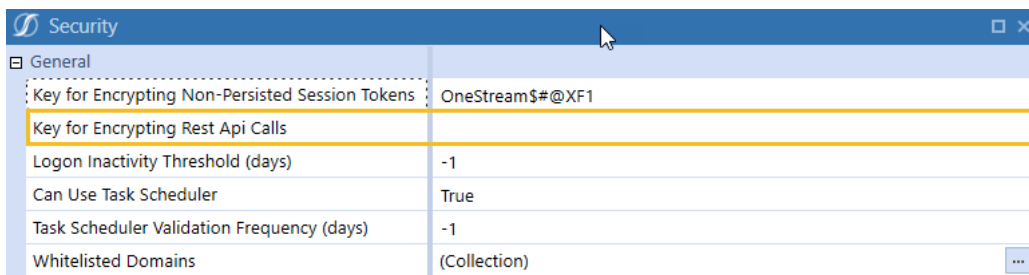 Security
General
Key for Encrypting Non-Persisted Session Tokens OneStream$#@XF1
Key for Encrypting Rest Api Calls
Logon Inactivity Threshold (days) -1
Can Use Task Scheduler True
Task Scheduler Validation Frequency (days) -1
Whitelisted Domains (Collection) ...